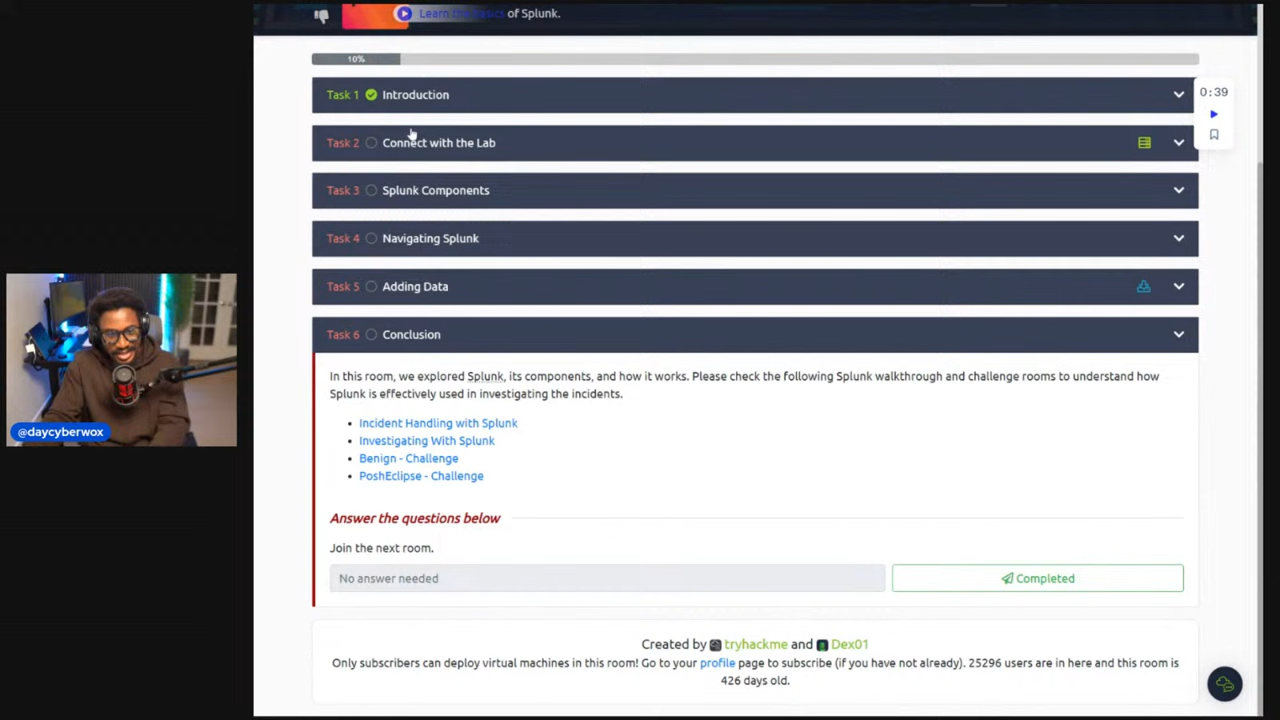 Learn the basics of Splunk.
10%
Task 1 Introduction
0:39
Task 2 Connect with the Lab
Task 3 Splunk Components
Task 4 Navigating Splunk
Task 5 Adding Data
Task 6 Conclusion
In this room, we explored Splunk, its components, and how it works. Please check the following Splunk walkthrough and challenge rooms to understand how
Splunk is effectively used in investigating the incidents.
• Incident Handling with Splunk
• Investigating With Splunk
• Benign - Challenge
• PoshEclipse - Challenge
@daycyberwox
Answer the questions below
Join the next room.
No answer needed
Completed
Created by tryhackme and Dex01
Only subscribers can deploy virtual machines in this room! Go to your profile page to subscribe (if you have not already). 25296 users are in here and this room is
426 days old.